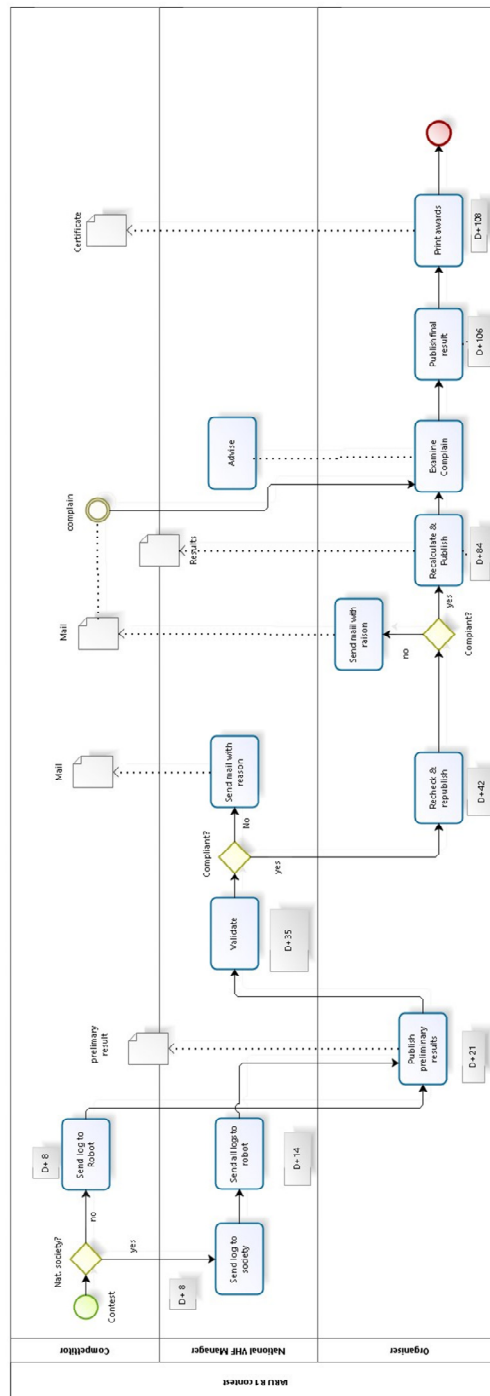 IARU R1 contest
Competitor
National VHF Manager
Organiser
Contest
Nat. society?
no
yes
D+ 8
Send log to
Robot
D+ 8
Send log to
society
Send all logs to
robot
D+14
prelimary
result
Publish
preliminary
results
D+21
Validate
D+35
Compliant?
No
yes
Send mail with
reason
Mail
Recheck &
republish
D+42
Compliant?
no
yes
Send mail with
raison
Mail
Recalculate &
Publish
D+84
Results
complain
Advise
Examine
Complain
Publish final
result
D+106
Print awards
D+108
Certificate